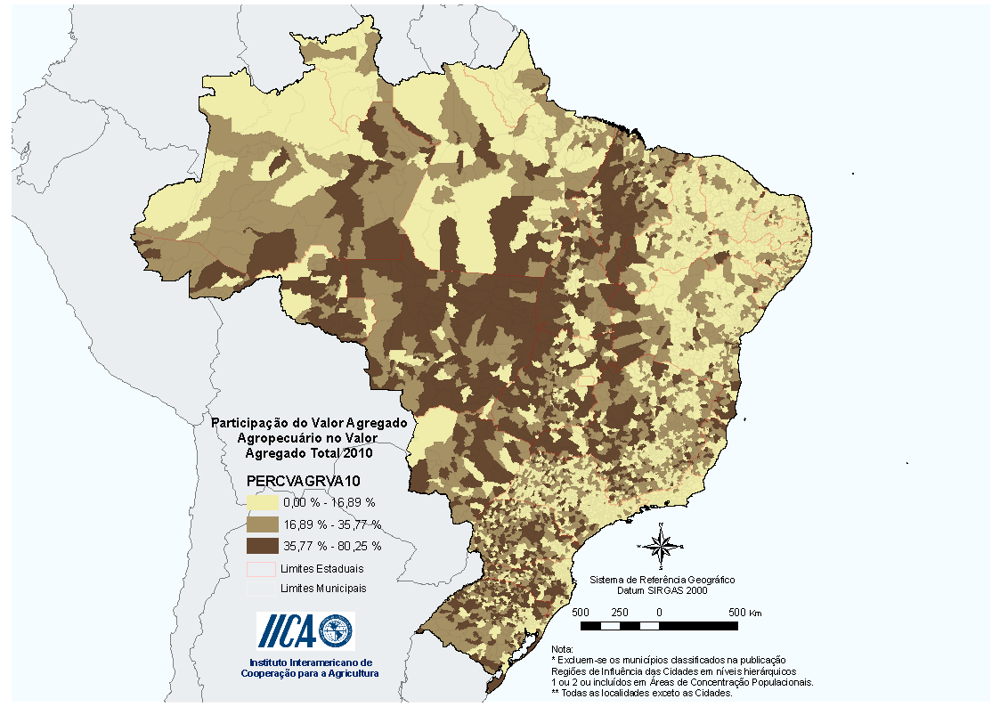 Participação do Valor Agregado
Agropecuário no Valor
Agregado Total 2010
PERCVAGRVA10
0,00 % - 16,89 %
16,89 % - 35,77 %
35,77 % - 80,25 %
Limites Estaduais
Limites Municipais
IICA
Instituto Interamericano de
Cooperação para a Agricultura
N
W E
S
Sistema de Referência Geográfico
Datum SIRGAS 2000
500 250 0 500 Km
Nota:
* Excluem-se os municípios classificados na publicação
Regiões de Influência das Cidades em níveis hierárquicos
1 ou 2 ou incluídos em Áreas de Concentração Populacionais.
** Todas as localidades exceto as Cidades.